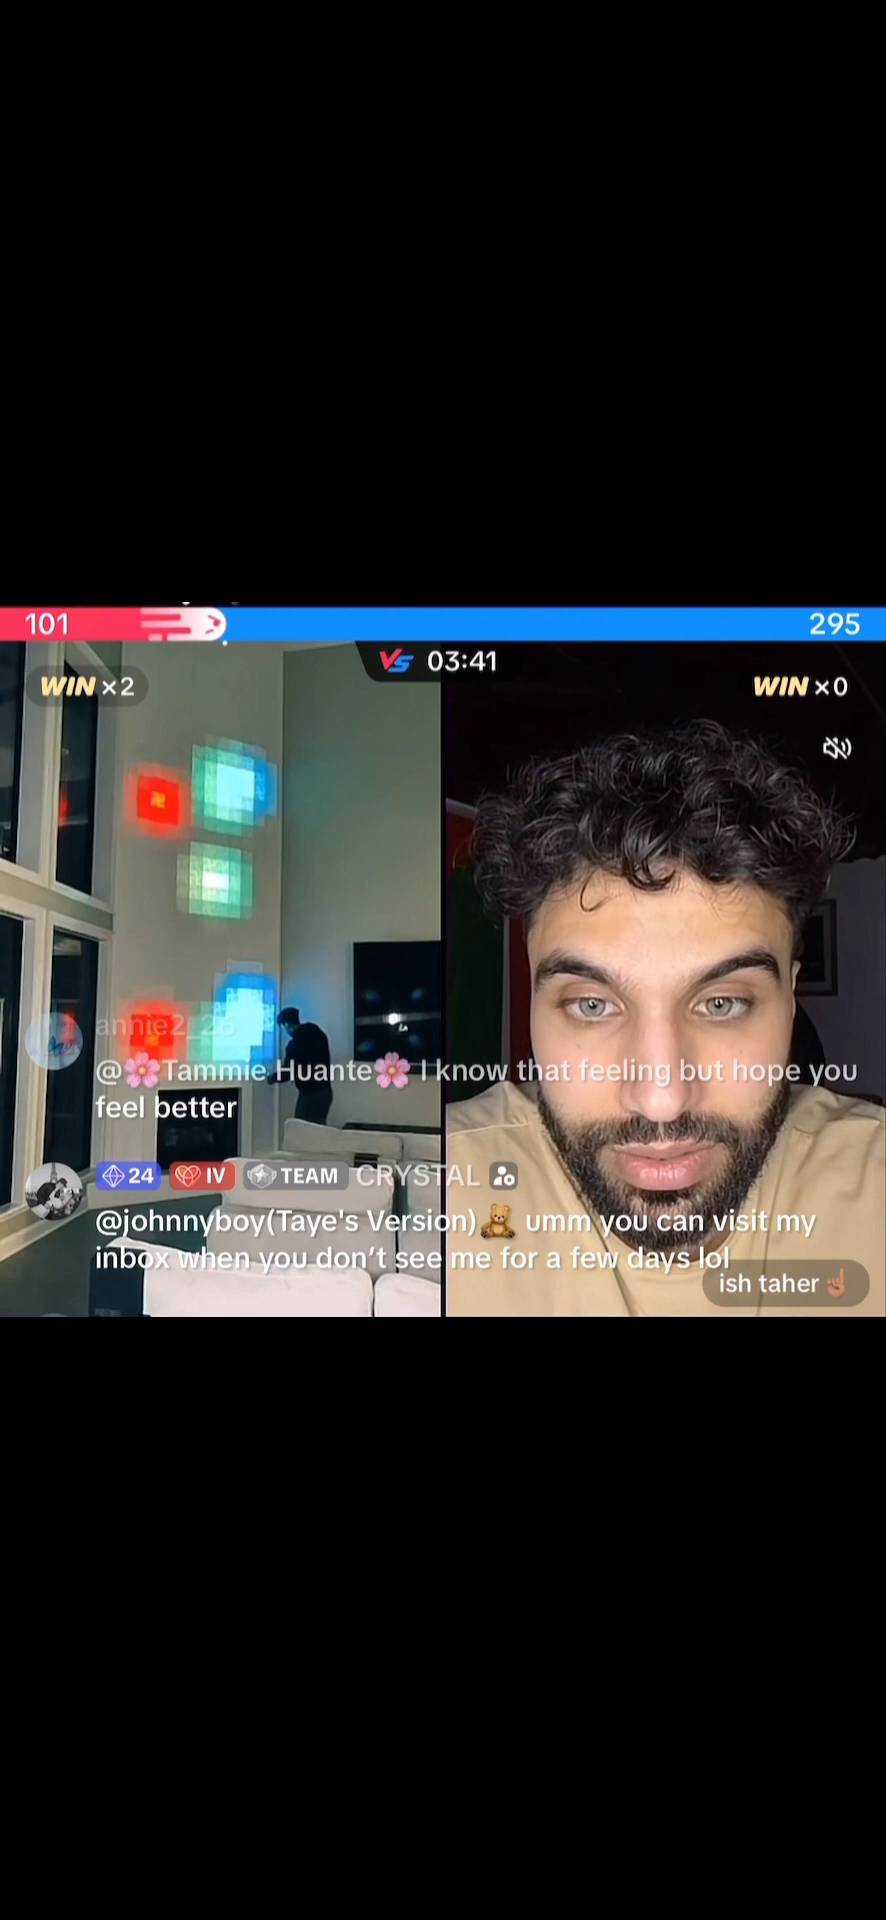 101
295
VS 03:41
WIN ×2
WIN ×0
annie2_26
@🌸Tammie Huante🌸 I know that feeling but hope you
feel better
24 IV TEAM CRYSTAL
@johnnyboy(Taye's Version)🧸 umm you can visit my
inbox when you don’t see me for a few days lol
ish taher☝🏾